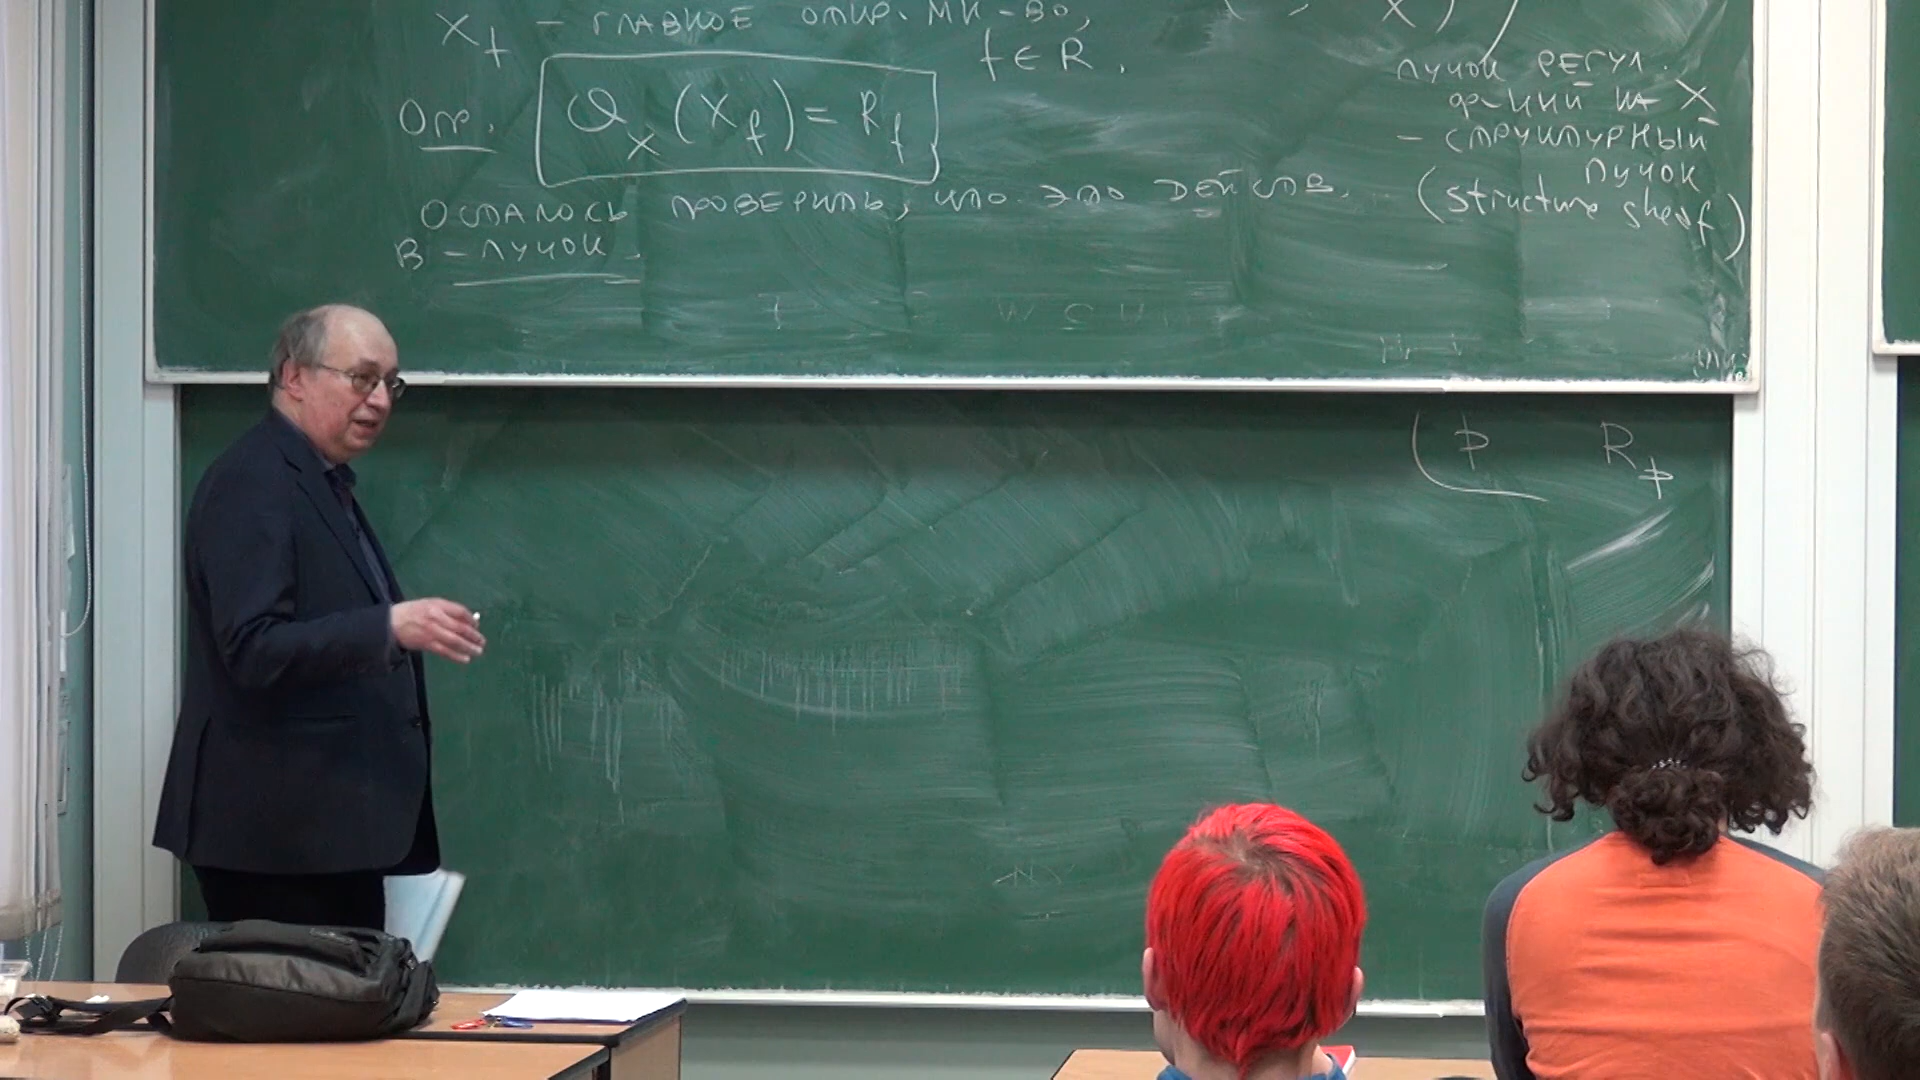 X_f – главное откр. мн-во,
f ∈ R.
Опр. O_X (X_f) = R_f
Осталось проверить, что это действ.
B – пучок.
X)
пучок регул.
ф-ций на X
– структурный
пучок
(structure sheaf)
p R_p